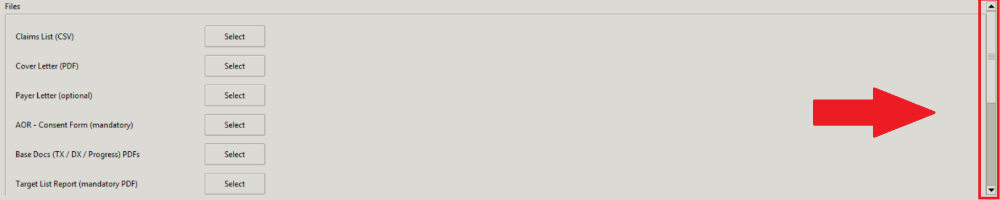 Files
Claims List (CSV) Select
Cover Letter (PDF) Select
Payer Letter (optional) Select
AOR - Consent Form (mandatory) Select
Base Docs (TX / DX / Progress) PDFs Select
Target List Report (mandatory PDF) Select